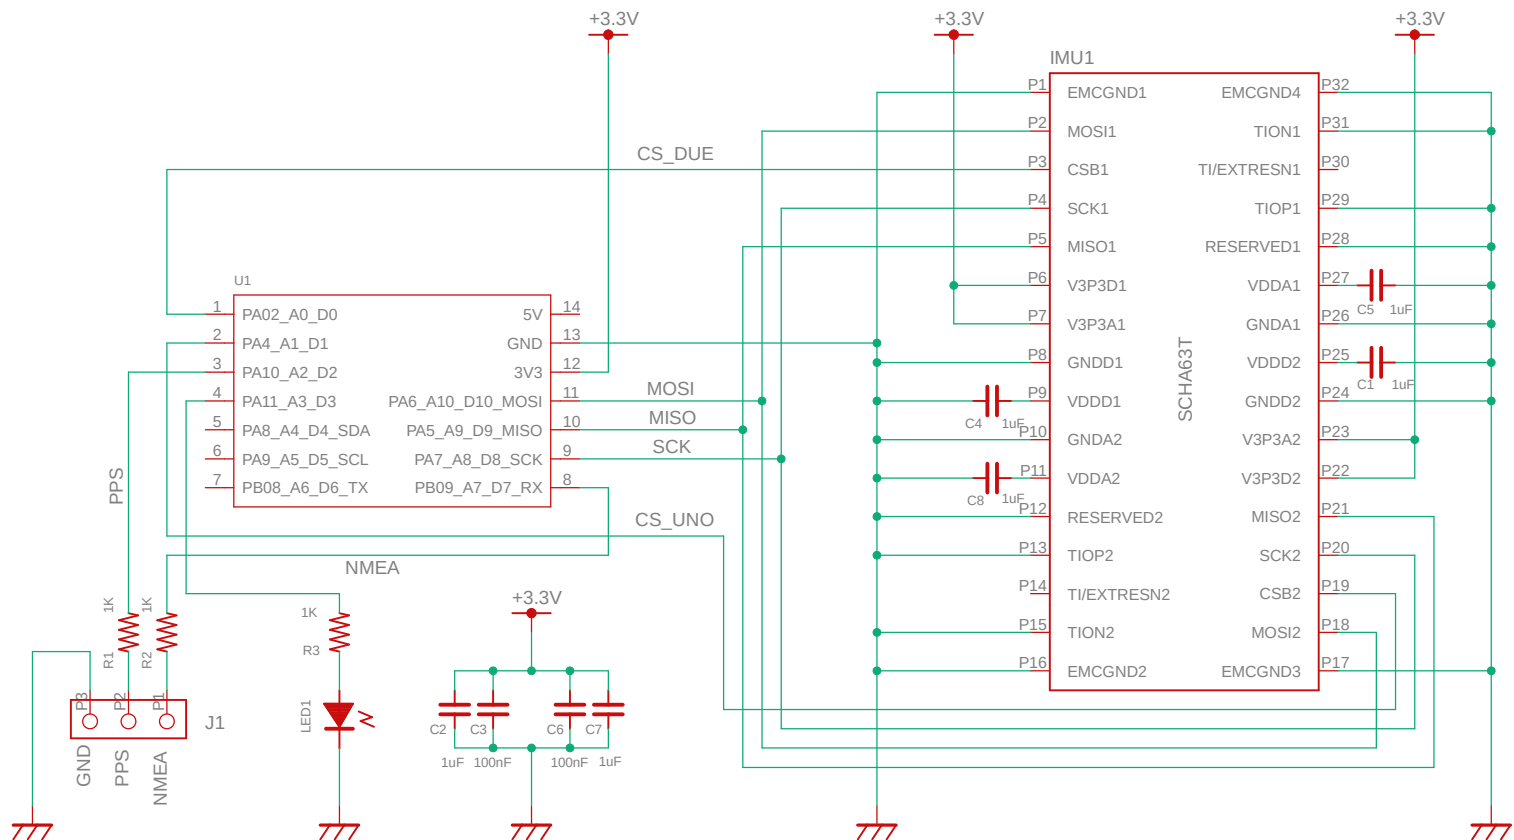 +3.3V
+3.3V
+3.3V
IMU1
P1 EMCGND1 EMCGND4 P32
P2 MOSI1 TION1 P31
CS_DUE
P3 CSB1 TI/EXTRESN1 P30
P4 SCK1 TIOP1 P29
P5 MISO1 RESERVED1 P28
P6 V3P3D1 VDDA1 P27
C5 1uF
P7 V3P3A1 GNDA1 P26
P8 GNDD1 VDDD2 P25
C1 1uF
P9 VDDD1 GNDD2 P24
C4 1uF
P10 GNDA2 V3P3A2 P23
P11 VDDA2 V3P3D2 P22
C8 1uF
P12 RESERVED2 MISO2 P21
P13 TIOP2 SCK2 P20
P14 TI/EXTRESN2 CSB2 P19
P15 TION2 MOSI2 P18
P16 EMCGND2 EMCGND3 P17
SCHA63T
U1
1 PA02_A0_D0 5V 14
2 PA4_A1_D1 GND 13
3 PA10_A2_D2 3V3 12
4 PA11_A3_D3 PA6_A10_D10_MOSI 11
5 PA8_A4_D4_SDA PA5_A9_D9_MISO 10
6 PA9_A5_D5_SCL PA7_A8_D8_SCK 9
7 PB08_A6_D6_TX PB09_A7_D7_RX 8
MOSI
MISO
SCK
PPS
CS_UNO
NMEA
1K
R1
1K
R2
1K
R3
+3.3V
P3
P2
P1
J1
LED1
C2 C3 C6 C7
1uF 100nF 100nF 1uF
GND
PPS
NMEA